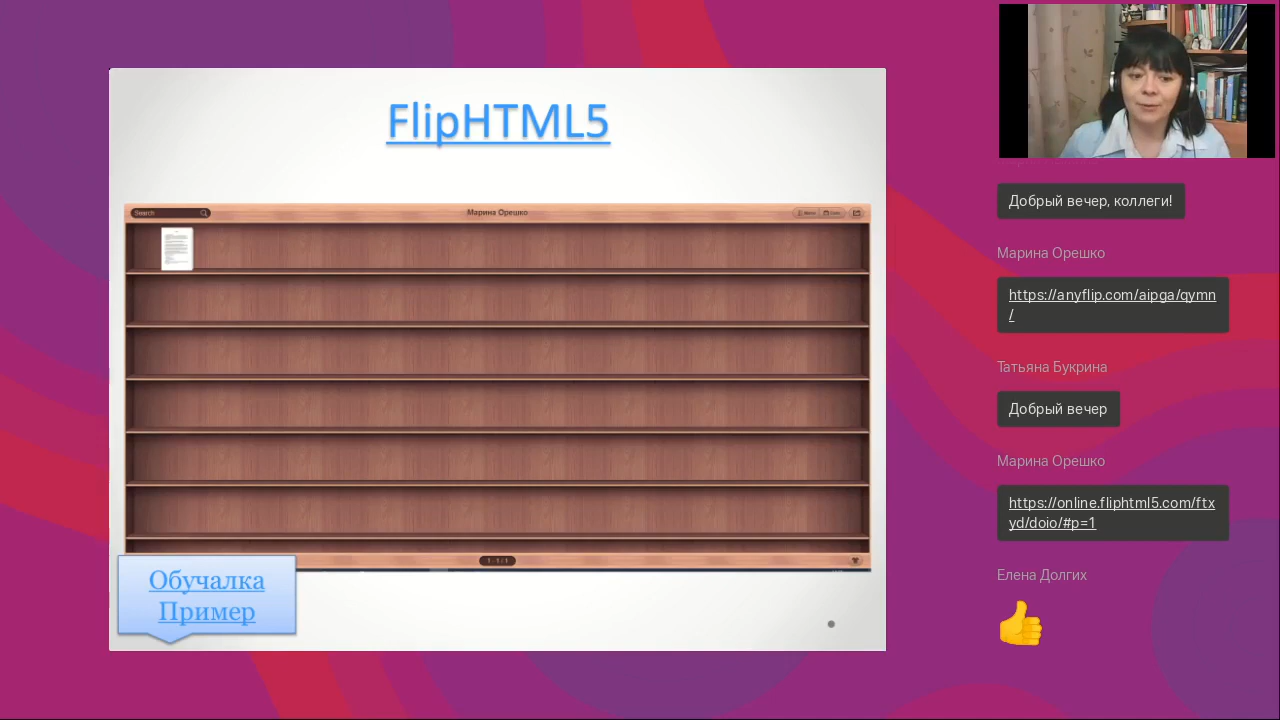 FlipHTML5
Search
Марина Орешко
1 - 1 / 1
Обучалка
Пример
Добрый вечер, коллеги!
Марина Орешко
https://anyflip.com/aipga/qymn
/
Татьяна Букрина
Добрый вечер
Марина Орешко
https://online.fliphtml5.com/ftx
yd/doio/#p=1
Елена Долгих